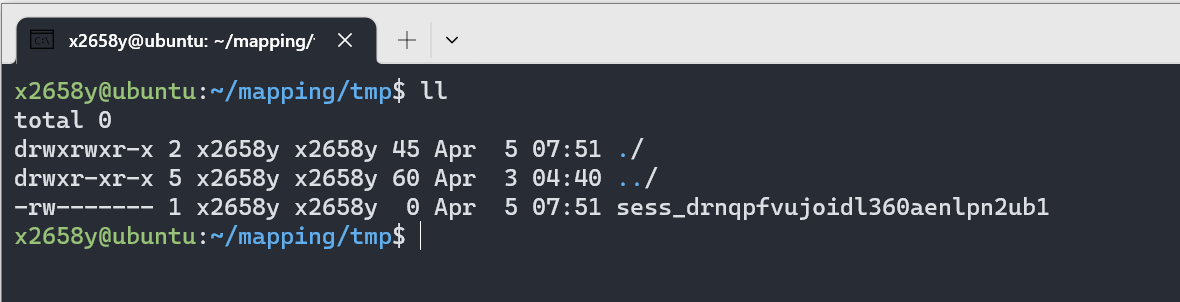 x2658y@ubuntu: ~/mapping/
x2658y@ubuntu:~/mapping/tmp$ ll
total 0
drwxrwxr-x 2 x2658y x2658y 45 Apr  5 07:51 ./
drwxr-xr-x 5 x2658y x2658y 60 Apr  3 04:40 ../
-rw------- 1 x2658y x2658y  0 Apr  5 07:51 sess_drnqpfvujoidl360aenlpn2ub1
x2658y@ubuntu:~/mapping/tmp$